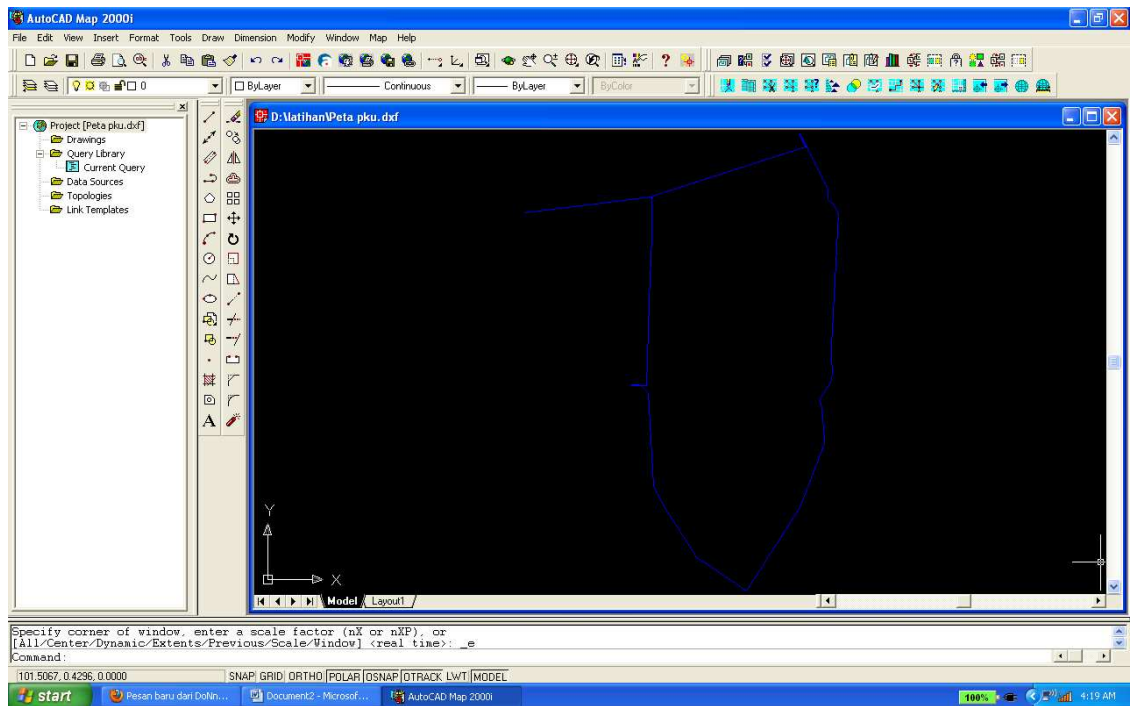 AutoCAD Map 2000i
File Edit View Insert Format Tools Draw Dimension Modify Window Map Help
0 ByLayer Continuous ByLayer ByColor
Project [Peta pku.dxf]
Drawings
Query Library
Current Query
Data Sources
Topologies
Link Templates
A
D:\latihan\Peta pku.dxf
Y
X
Model Layout1
Specify corner of window, enter a scale factor (nX or nXP), or
[All/Center/Dynamic/Extents/Previous/Scale/Window] <real time>: _e
Command:
101.5067, 0.4296, 0.0000 SNAP GRID ORTHO POLAR OSNAP OTRACK LWT MODEL
start Pesan baru dari DoNn... Document2 - Microsof... AutoCAD Map 2000i 100% 4:19 AM